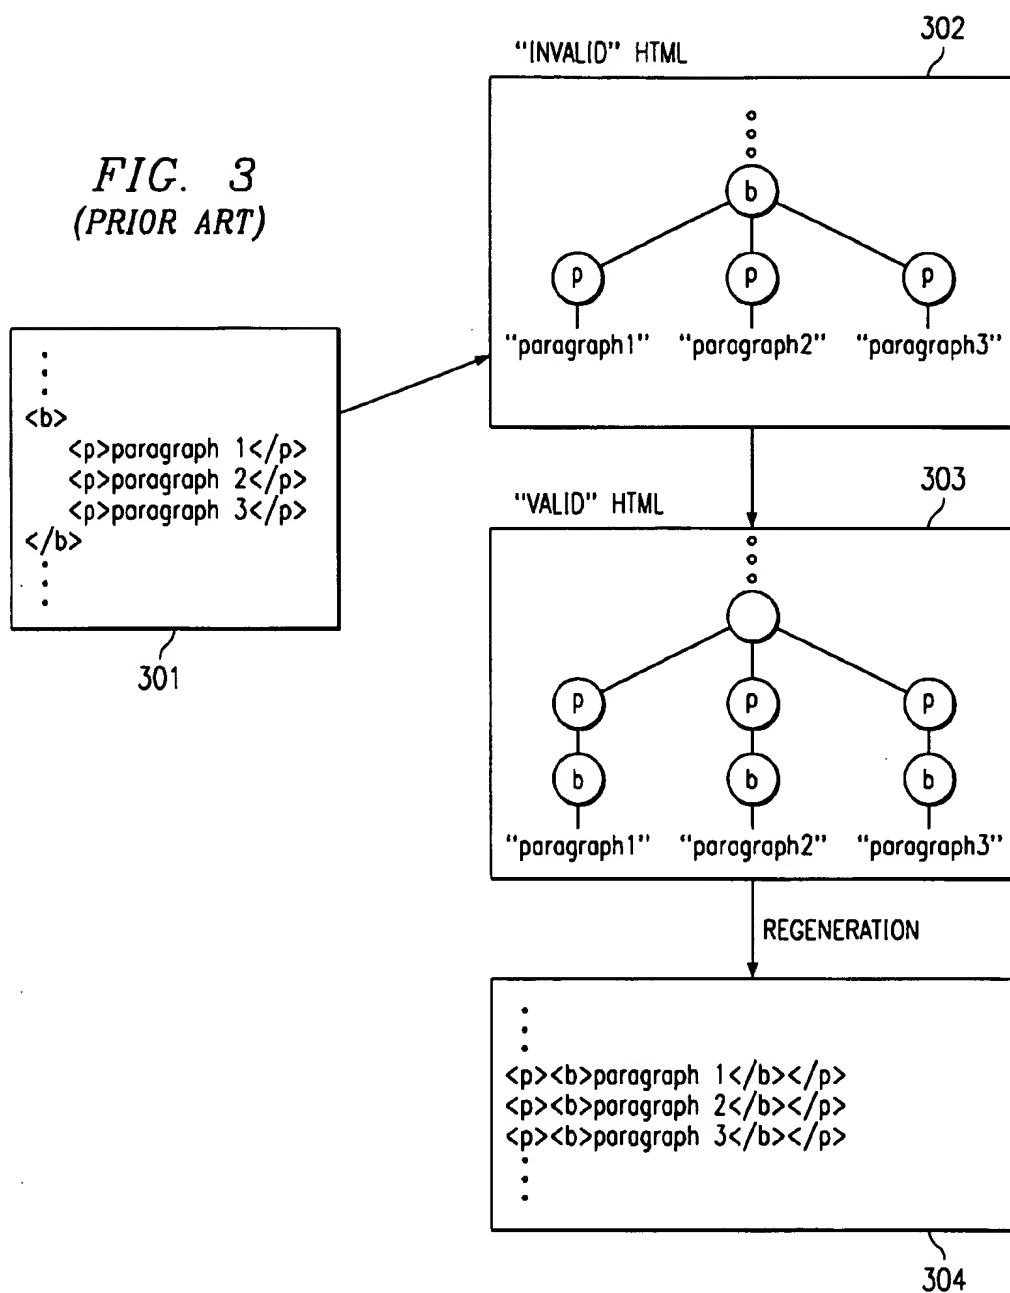 FIG. 3
(PRIOR ART)
<b>
<p>paragraph 1</p>
<p>paragraph 2</p>
<p>paragraph 3</p>
</b>
301
"INVALID" HTML
302
b
p p p
"paragraph1" "paragraph2" "paragraph3"
"VALID" HTML
303
p p p
b b b
"paragraph1" "paragraph2" "paragraph3"
REGENERATION
<p><b>paragraph 1</b></p>
<p><b>paragraph 2</b></p>
<p><b>paragraph 3</b></p>
304